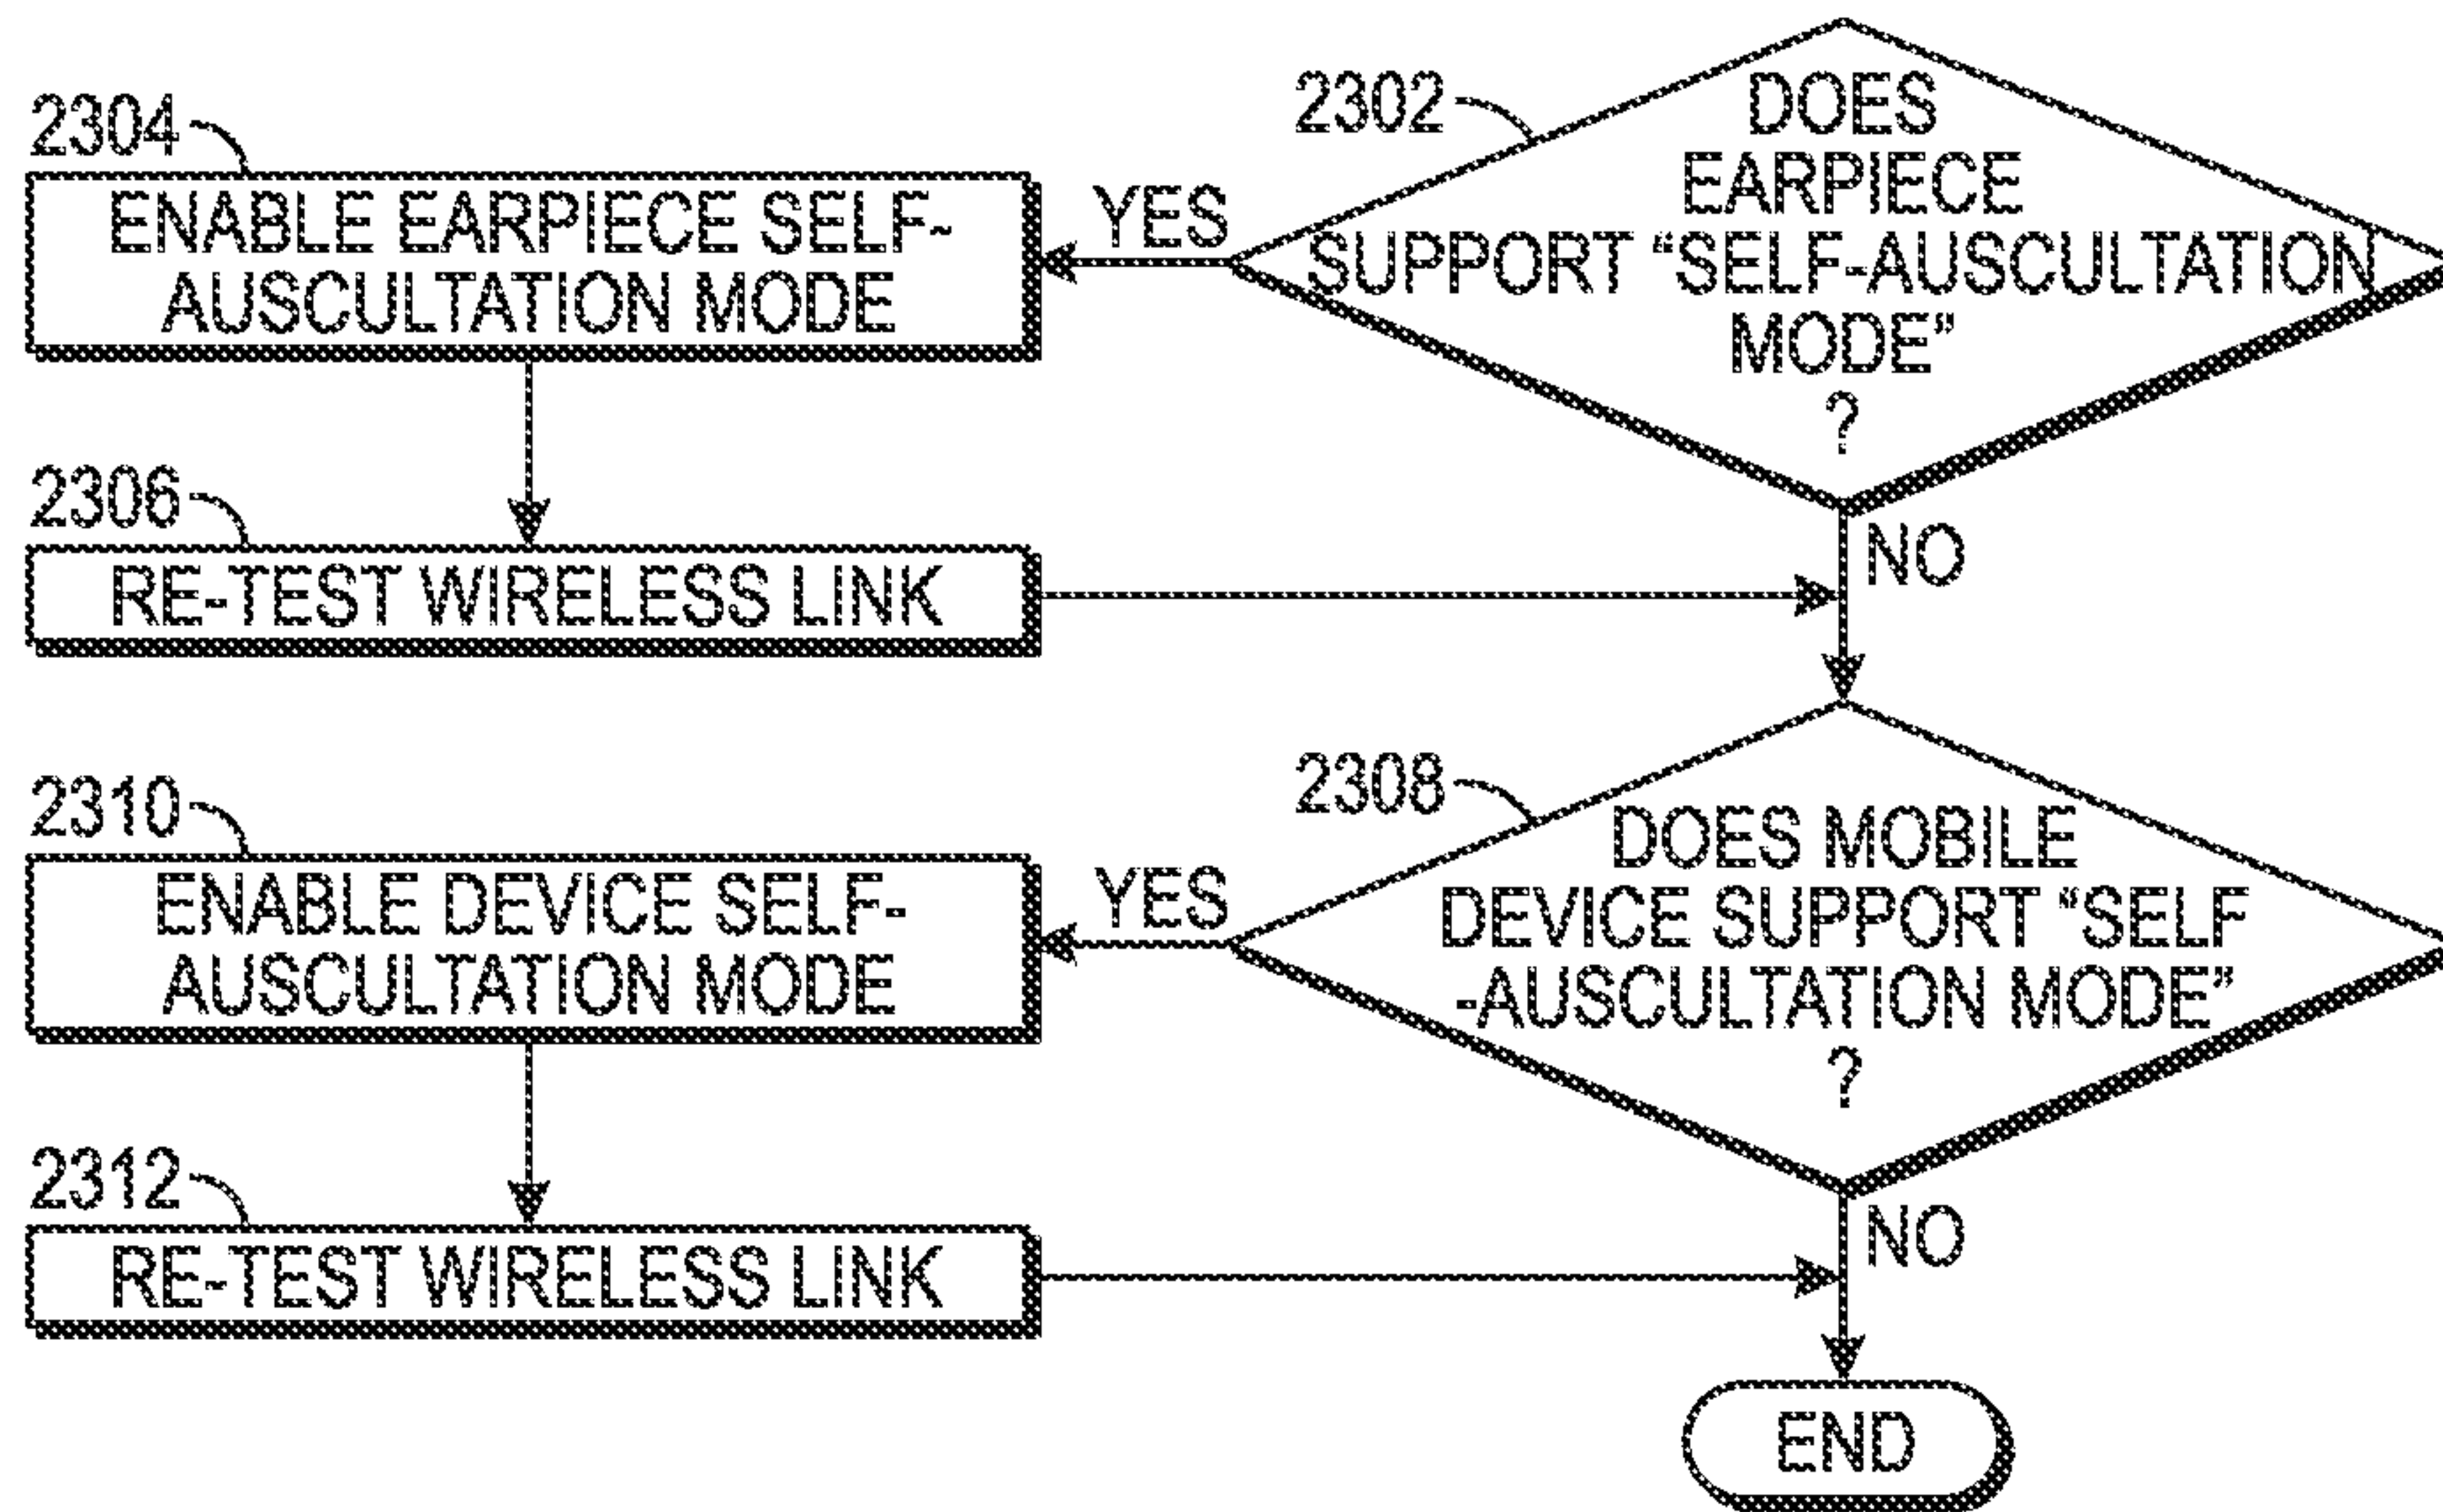 2302
DOES
EARPIECE
SUPPORT “SELF-AUSCULTATION
MODE”
?
YES
NO
2304
ENABLE EARPIECE SELF-
AUSCULTATION MODE
2306
RE-TEST WIRELESS LINK
2308
DOES MOBILE
DEVICE SUPPORT “SELF
-AUSCULTATION MODE”
?
YES
NO
2310
ENABLE DEVICE SELF-
AUSCULTATION MODE
2312
RE-TEST WIRELESS LINK
END